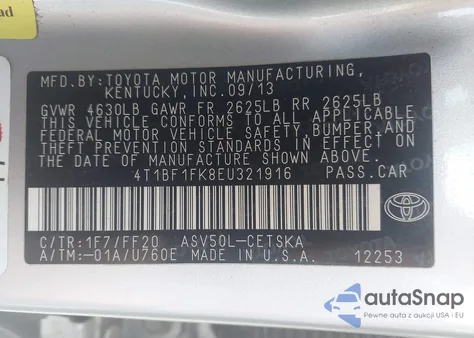 ad
MFD.BY:TOYOTA MOTOR MANUFACTURING,
KENTUCKY, INC.09/13
GVWR 4630LB GAWR FR 2625LB RR 2625LB
THIS VEHICLE CONFORMS TO ALL APPLICABLE
FEDERAL MOTOR VEHICLE SAFETY, BUMPER, AND
THEFT PREVENTION STANDARDS IN EFFECT ON
THE DATE OF MANUFACTURE SHOWN ABOVE.
4T1BF1FK8EU321916 PASS.CAR
C/TR:1F7/FF20 ASV50L-CETSKA
A/TM:-01A/U760E MADE IN U.S.A. 12253
autoSnap
Pewne auta z aukcji USA i EU